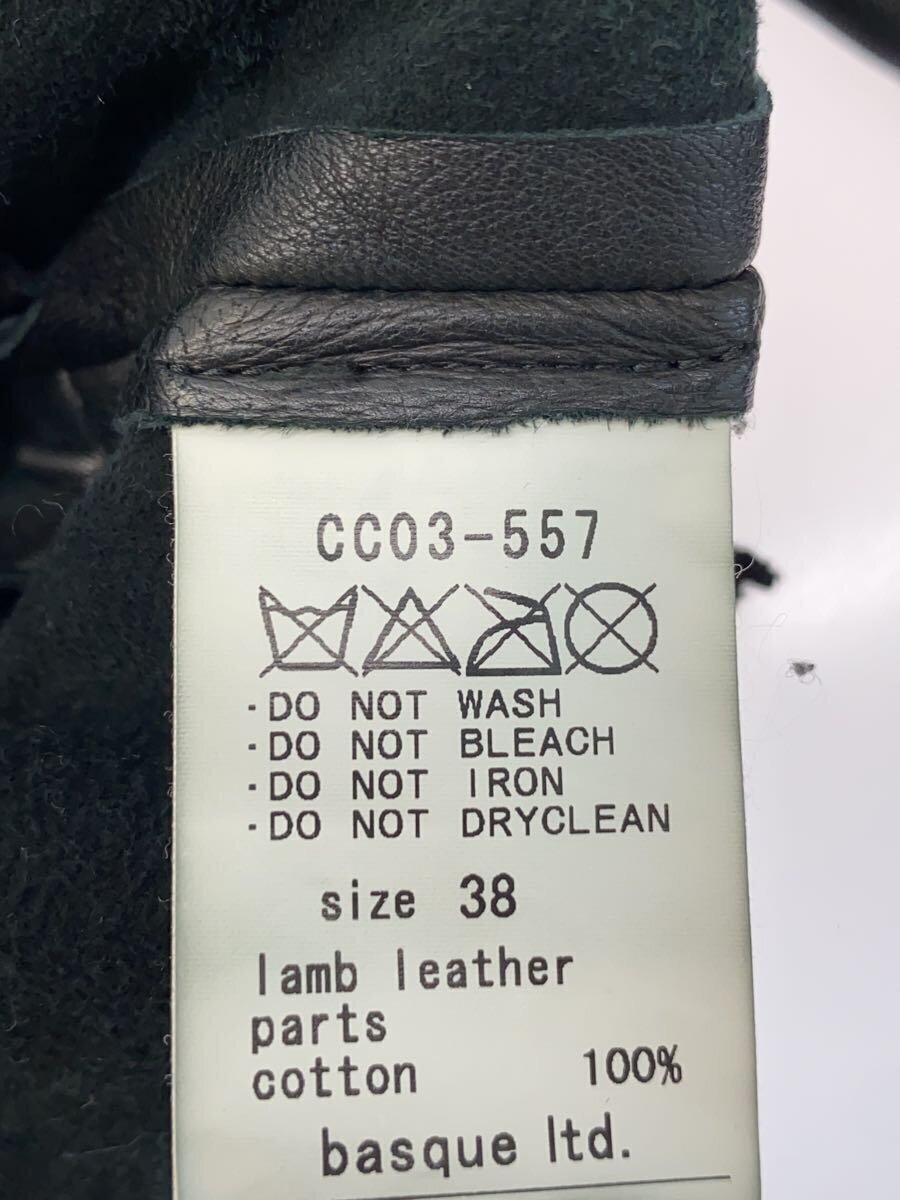 CC03-557
·DO NOT WASH
·DO NOT BLEACH
·DO NOT IRON
·DO NOT DRYCLEAN
size 38
lamb leather
parts
cotton 100%
basque ltd.